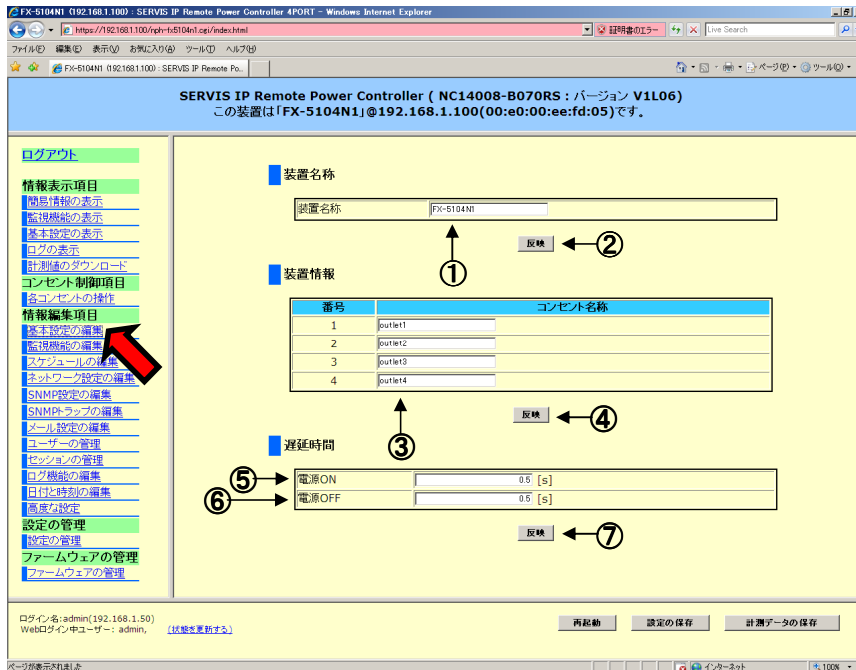 FX-5104N1 (192.168.1.100) : SERVIS IP Remote Power Controller 4PORT - Windows Internet Explorer
https://192.168.1.100/nph-fx5104n1.cgi/index.html
証明書のエラー
Live Search
ファイル(F) 編集(E) 表示(V) お気に入り(A) ツール(T) ヘルプ(H)
FX-5104N1 (192.168.1.100) : SERVIS IP Remote Po...
ページ(P) ツール(O)
SERVIS IP Remote Power Controller ( NC14008-B070RS : バージョン V1L06)
この装置は「FX-5104N1」@192.168.1.100(00:e0:00:ee:fd:05)です。
ログアウト
情報表示項目
簡易情報の表示
監視機能の表示
基本設定の表示
ログの表示
計測値のダウンロード
コンセント制御項目
各コンセントの操作
情報編集項目
基本設定の編集
監視機能の編集
スケジュールの編集
ネットワーク設定の編集
SNMP設定の編集
SNMPトラップの編集
メール設定の編集
ユーザーの管理
セッションの管理
ログ機能の編集
日付と時刻の編集
高度な設定
設定の管理
設定の管理
ファームウェアの管理
ファームウェアの管理
装置名称
装置名称 FX-5104N1
反映 ②
①
装置情報
番号 コンセント名称
1 outlet1
2 outlet2
3 outlet3
4 outlet4
反映 ④
③
遅延時間
⑤ 電源ON 0.5 [s]
⑥ 電源OFF 0.5 [s]
反映 ⑦
ログイン名:admin(192.168.1.50)
Webログイン中ユーザー: admin, (状態を更新する)
再起動 設定の保存 計測データの保存
ページが表示されました インターネット 100%